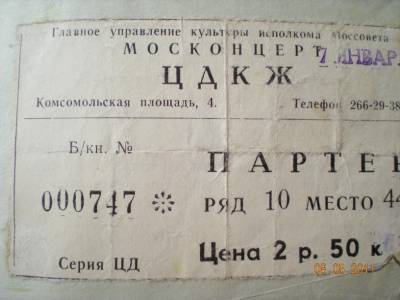 Главное управление культуры исполкома Моссовета
МОСКОНЦЕРТ
7 ЯНВАР
ЦДКЖ
Комсомольская площадь, 4. Телефон 266-29-38
Б/кн. № ПАРТЕР
000747 РЯД 10 МЕСТО 44
Цена 2 р. 50 к
Серия ЦД